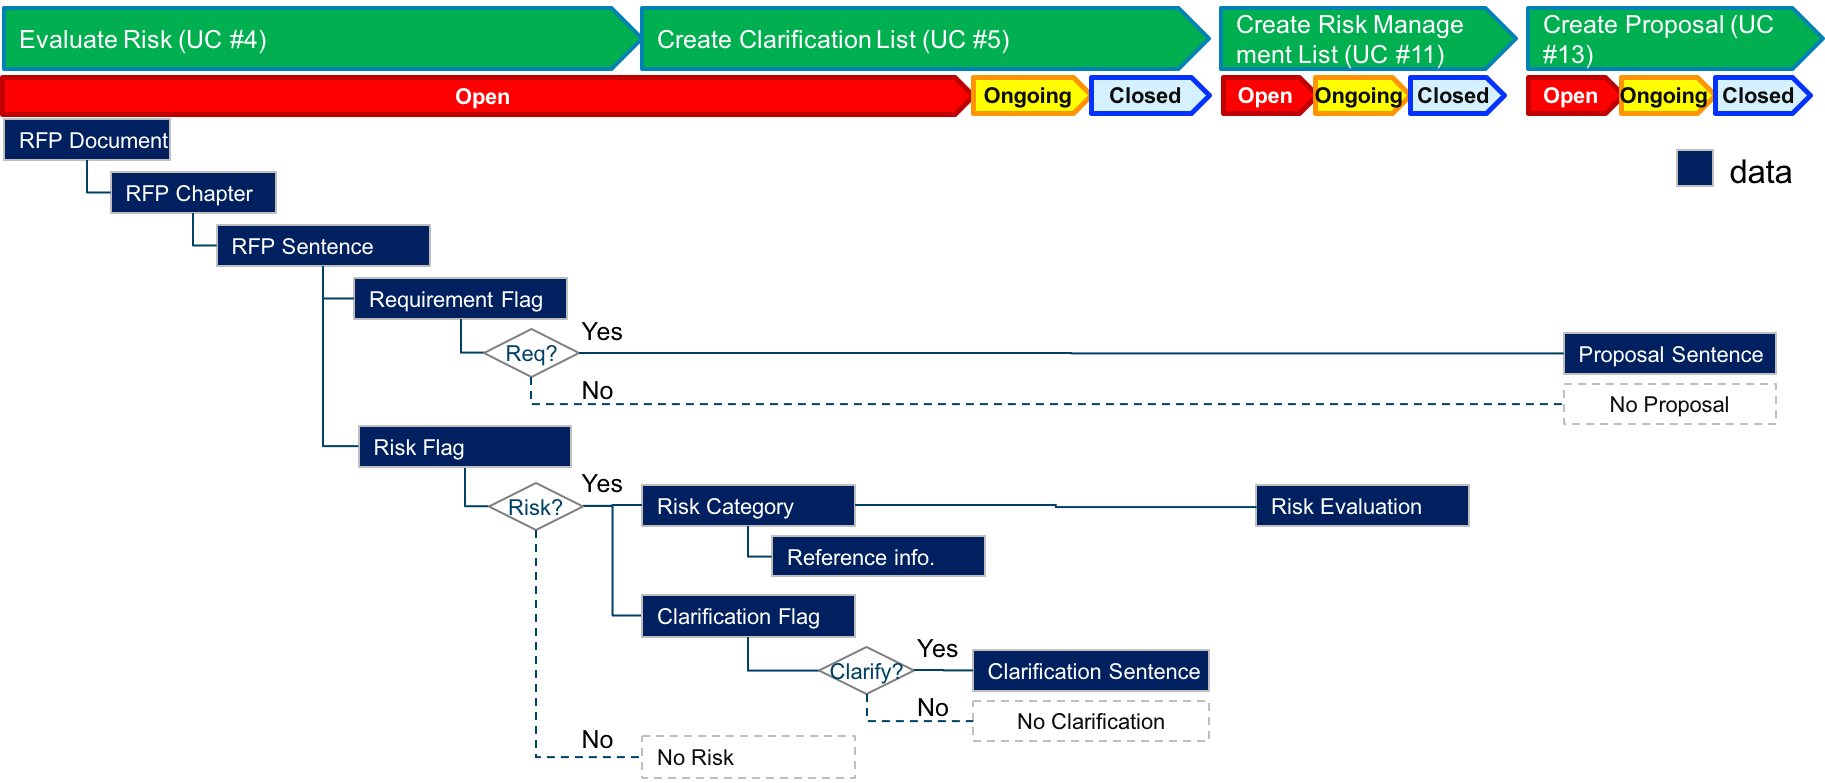 Evaluate Risk (UC #4)
Create Clarification List (UC #5)
Create Risk Manage
ment List (UC #11)
Create Proposal (UC
#13)
Open
Ongoing
Closed
Open
Ongoing
Closed
Open
Ongoing
Closed
RFP Document
data
RFP Chapter
RFP Sentence
Requirement Flag
Yes
Req?
Proposal Sentence
No
No Proposal
Risk Flag
Yes
Risk?
Risk Category
Risk Evaluation
Reference info.
Clarification Flag
Yes
Clarify?
Clarification Sentence
No
No Clarification
No
No Risk